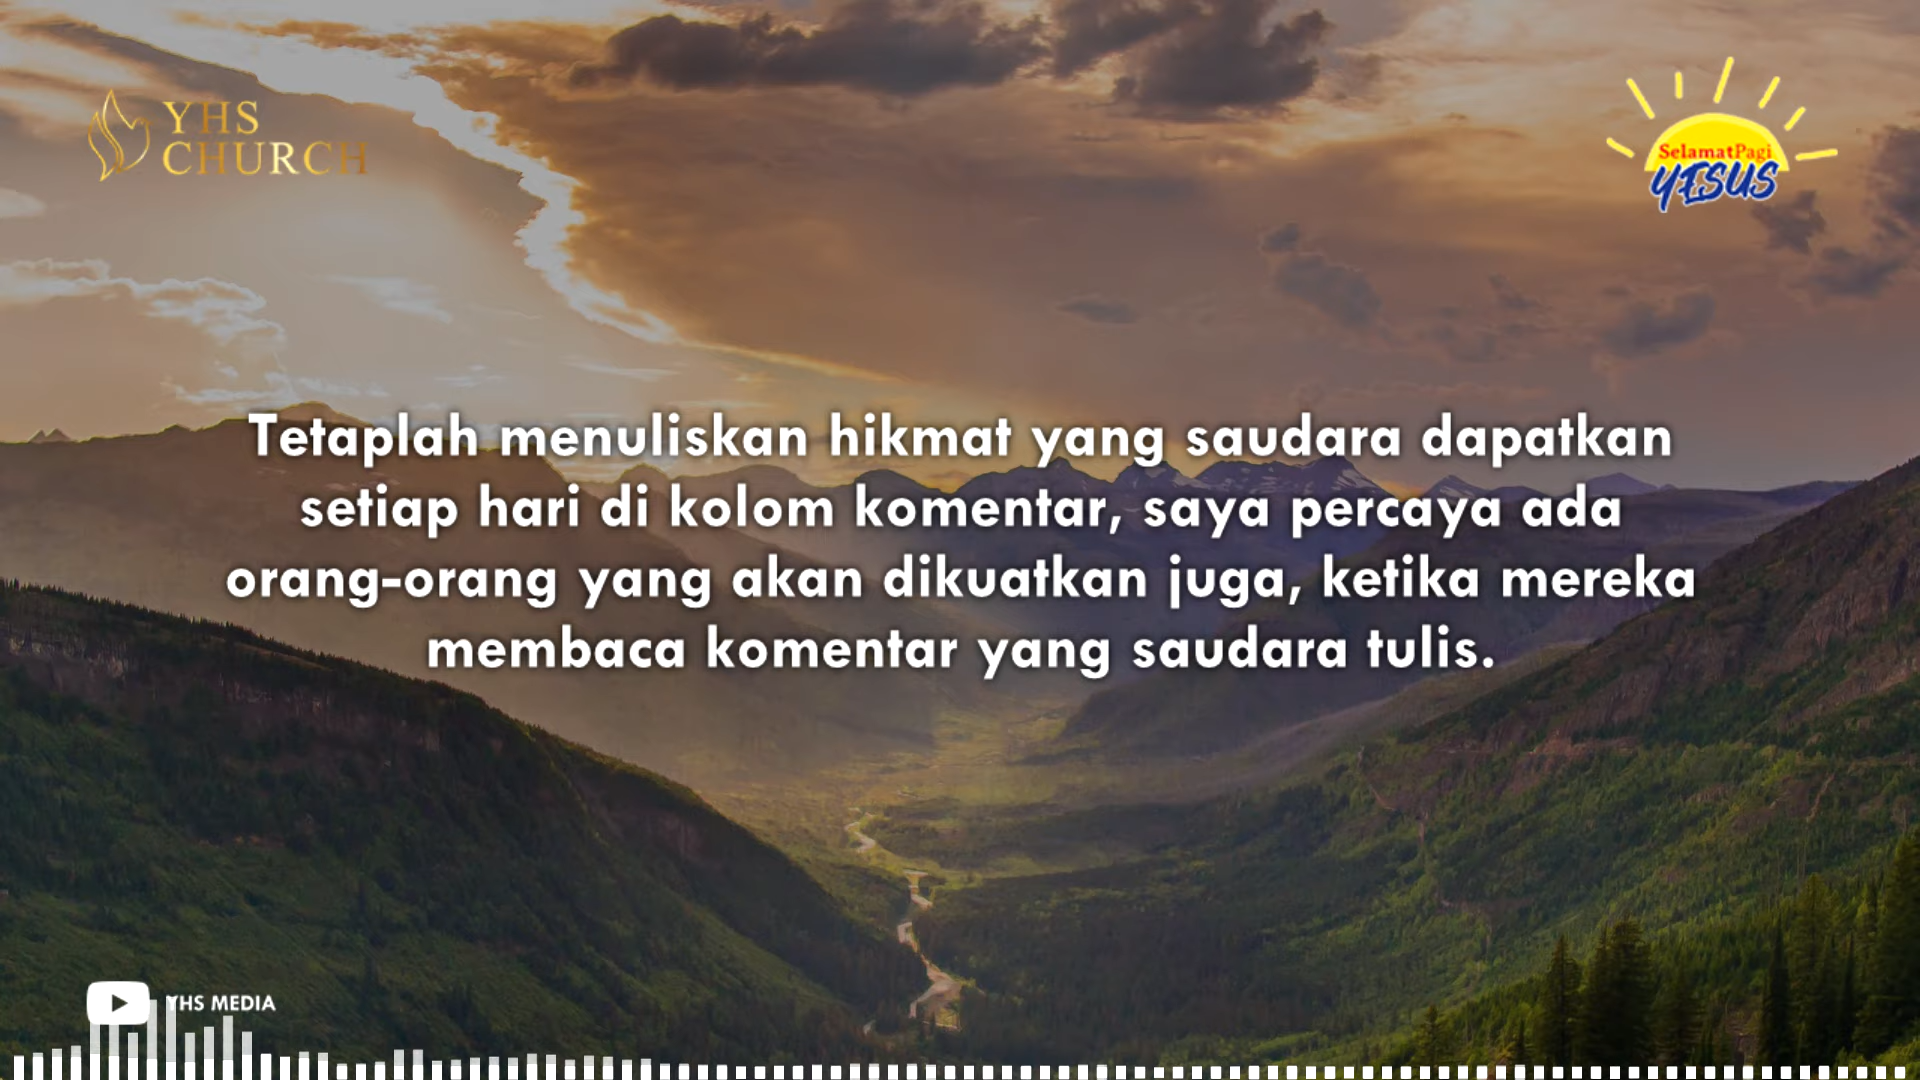 YHS
CHURCH
SelamatPagi
YESUS
Tetaplah menuliskan hikmat yang saudara dapatkan
setiap hari di kolom komentar, saya percaya ada
orang-orang yang akan dikuatkan juga, ketika mereka
membaca komentar yang saudara tulis.
YHS MEDIA